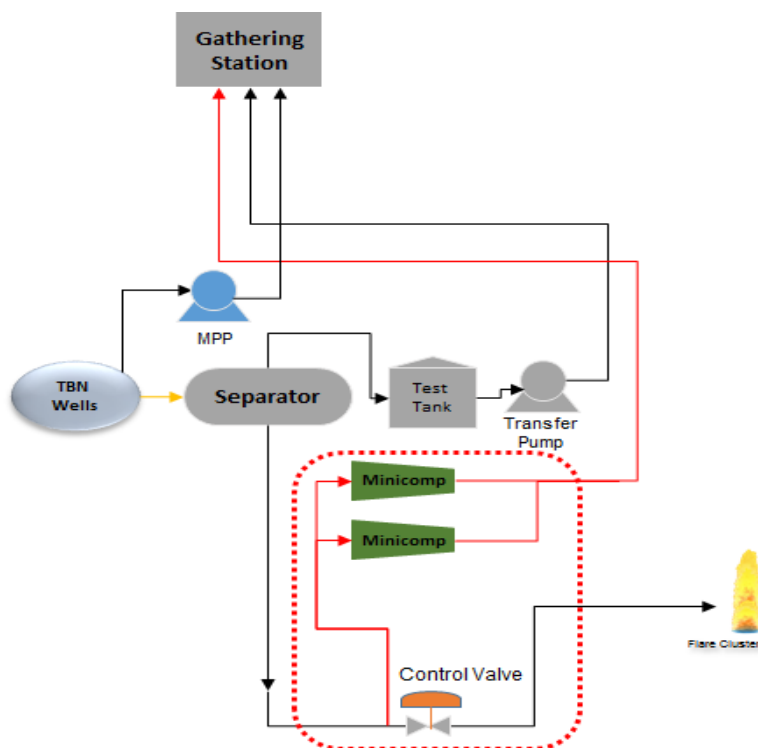 Gathering
Station
MPP
TBN
Wells
Separator
Test
Tank
Transfer
Pump
Minicomp
Minicomp
Flare Cluster
Control Valve